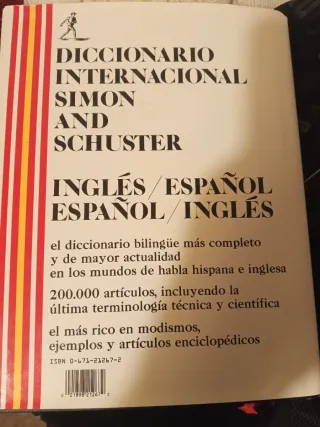 DICCIONARIO
INTERNACIONAL
SIMON
AND
SCHUSTER
INGLÉS/ESPAÑOL
ESPAÑOL/INGLÉS
el diccionario bilingüe más completo
y de mayor actualidad
en los mundos de habla hispana e inglesa
200.000 artículos, incluyendo la
última terminología técnica y científica
el más rico en modismos,
ejemplos y artículos enciclopédicos
ISBN 0-671-21267-2